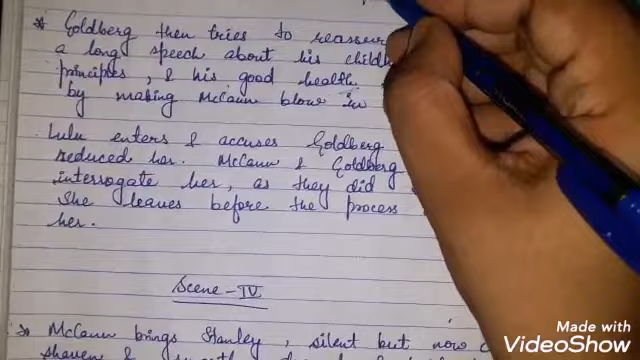 * Goldberg then tries to
a long speech about his
principles, & his good health
by making McCann blow in
Lulu enters & accuses Goldberg
seduced her. McCann & Goldberg
interrogate her, as they did
She leaves before the process
her.
Scene-IV
McCann brings Stanley, silent but now
shaven &
Made with
VideoShow